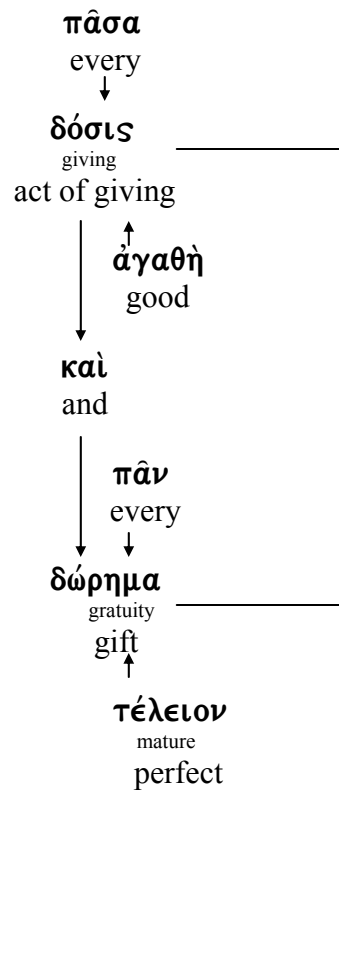 πᾶσα
every
δόσις
giving
act of giving
ἀγαθὴ
good
καὶ
and
πᾶν
every
δώρημα
gratuity
gift
τέλειον
mature
perfect